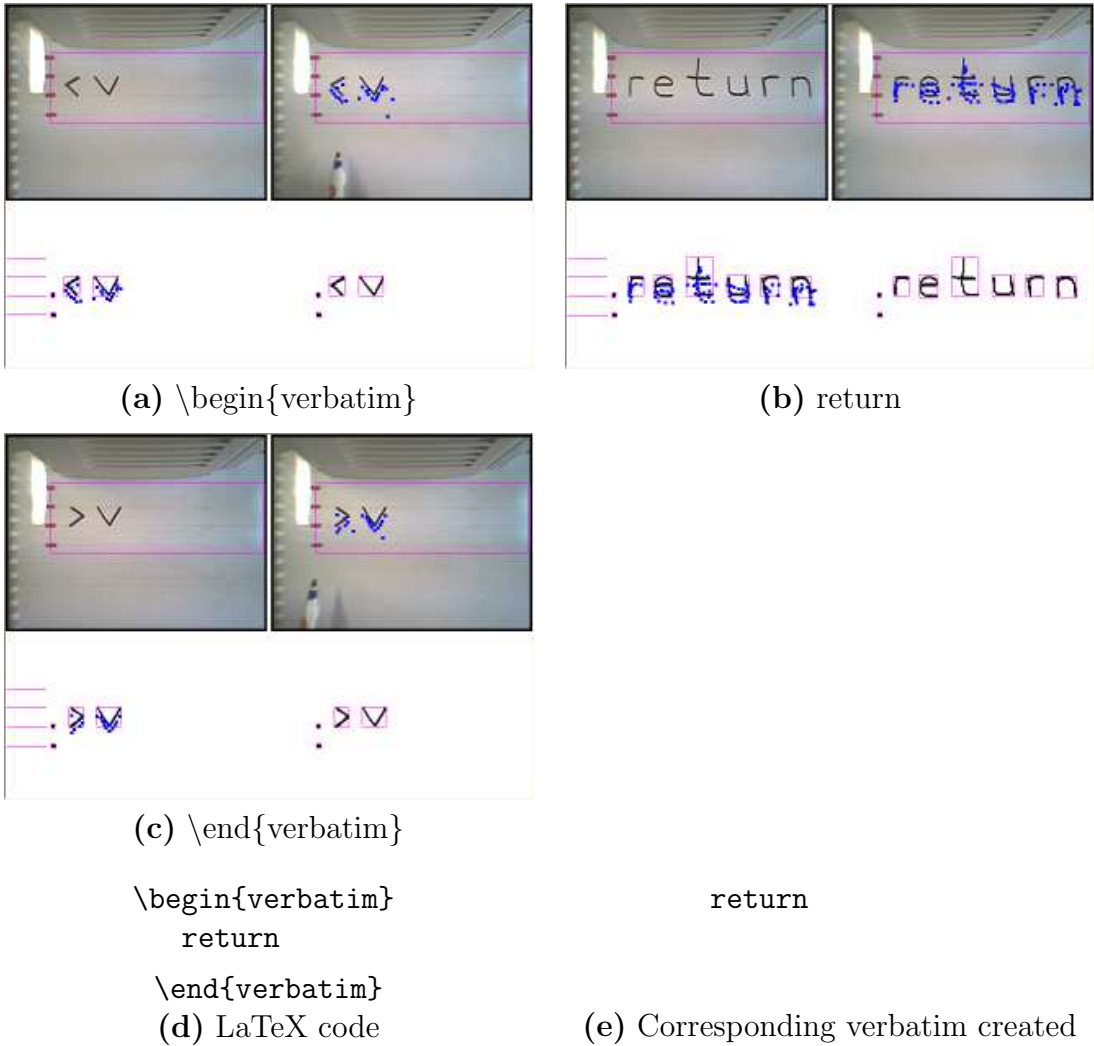 < v < v return return
< v < v return return
(a) \begin{verbatim} (b) return
> v > v
> v > v
(c) \end{verbatim}
\begin{verbatim} return
return
\end{verbatim}
(d) LaTeX code (e) Corresponding verbatim created